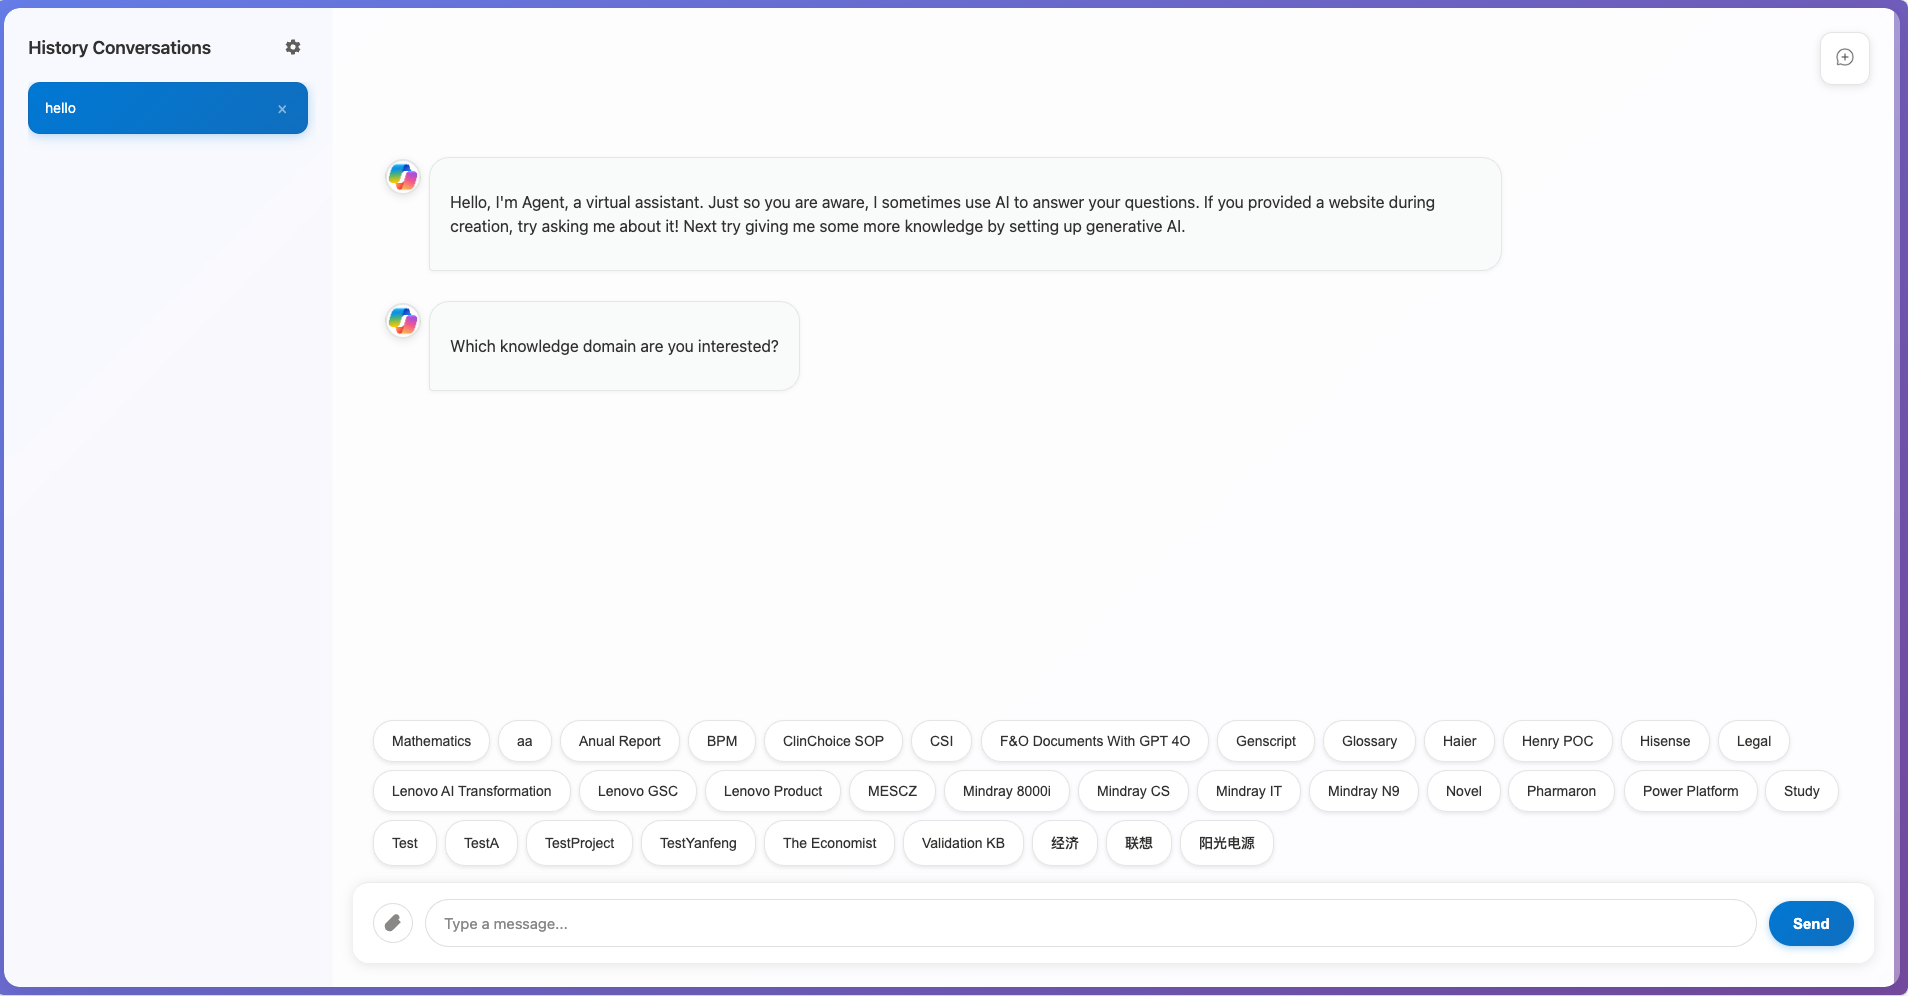 History Conversations
hello
Hello, I'm Agent, a virtual assistant. Just so you are aware, I sometimes use AI to answer your questions. If you provided a website during
creation, try asking me about it! Next try giving me some more knowledge by setting up generative AI.
Which knowledge domain are you interested?
Mathematics aa Anual Report BPM ClinChoice SOP CSI F&O Documents With GPT 4O Genscript Glossary Haier Henry POC Hisense Legal
Lenovo AI Transformation Lenovo GSC Lenovo Product MESCZ Mindray 8000i Mindray CS Mindray IT Mindray N9 Novel Pharmaron Power Platform Study
Test TestA TestProject TestYanfeng The Economist Validation KB 经济 联想 阳光电源
Type a message... Send